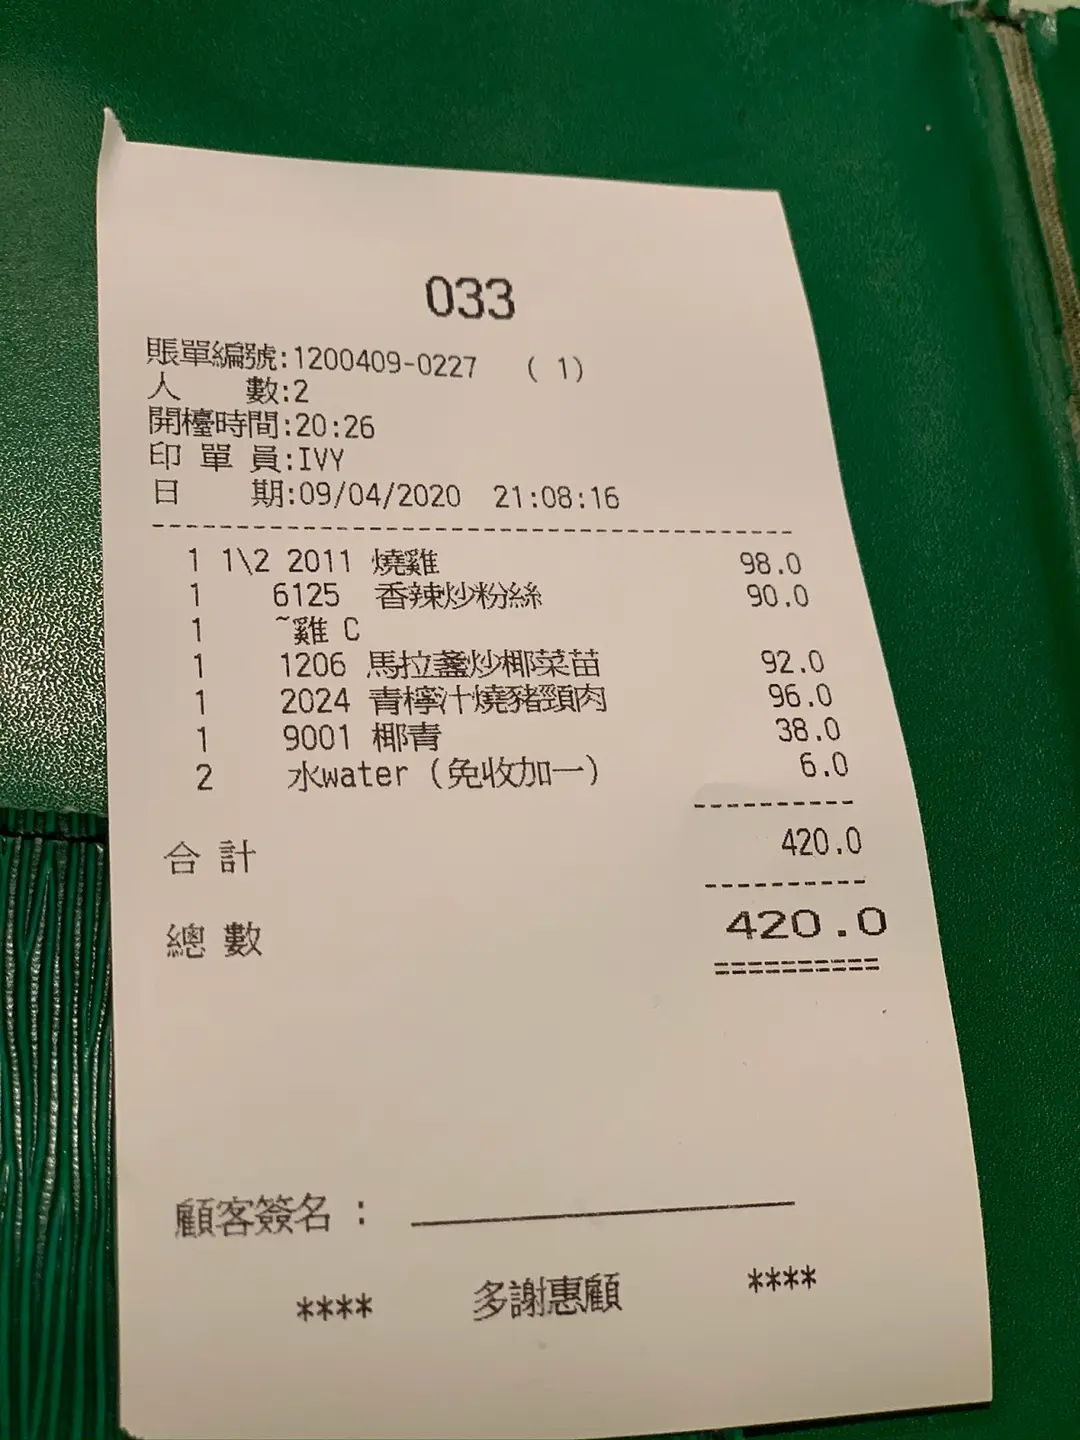 033
賬單編號:1200409-0227 ( 1)
人 數:2
開檯時間:20:26
印 單 員:IVY
日 期:09/04/2020 21:08:16
1 1\2 2011 燒雞 98.0
1 6125 香辣炒粉絲 90.0
1 ~雞 C
1 1206 馬拉盞炒椰菜苗 92.0
1 2024 青檸汁燒豬頸肉 96.0
1 9001 椰青 38.0
2 水water (免收加一) 6.0
合 計 420.0
總 數 420.0
顧客簽名 :
**** 多謝惠顧 ****